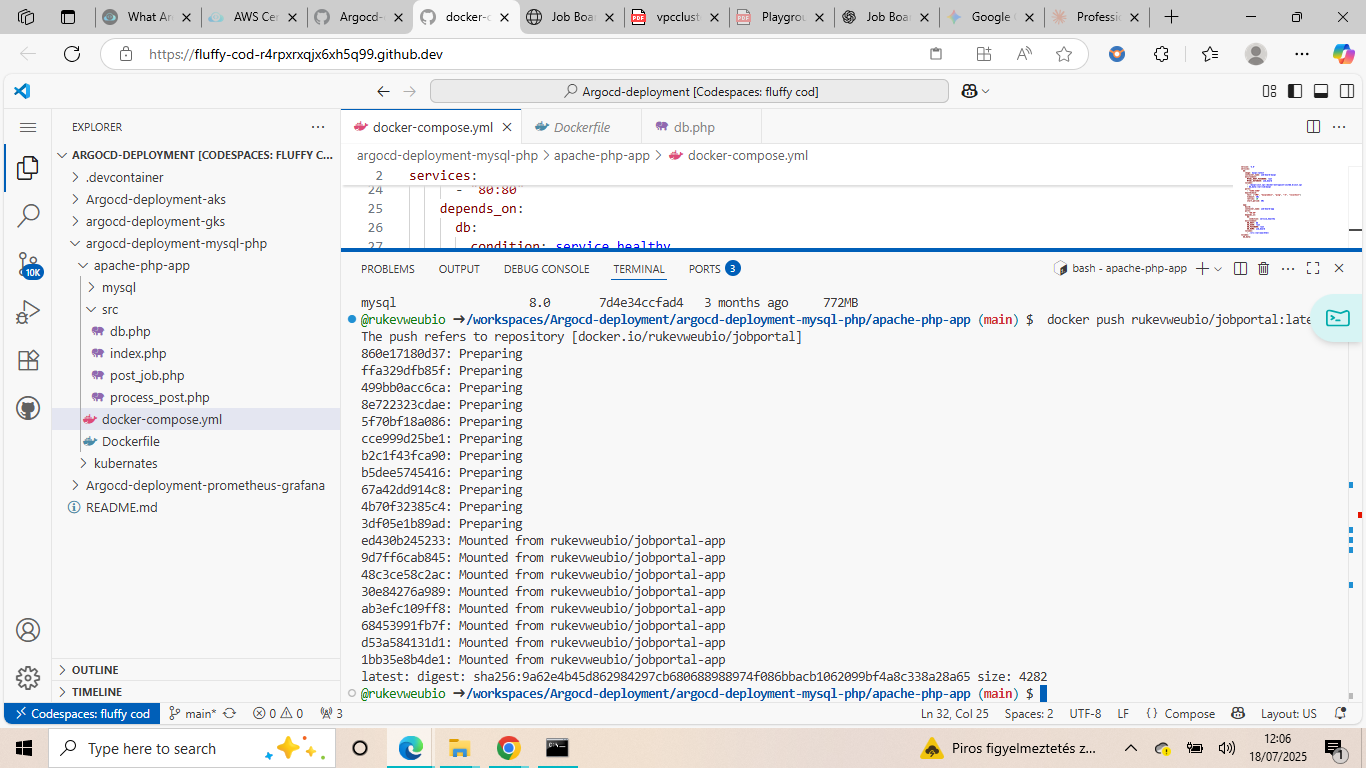 What Ar
AWS Cer
Argocd-
docker-c
Job Boa
vpccluste
Playgrou
Job Boar
Google
Professio
https://fluffy-cod-r4rpxrxqjx6xh5q99.github.dev
Argocd-deployment [Codespaces: fluffy cod]
EXPLORER
ARGOCD-DEPLOYMENT [CODESPACES: FLUFFY C...
.devcontainer
Argocd-deployment-aks
argocd-deployment-gks
argocd-deployment-mysql-php
apache-php-app
mysql
src
db.php
index.php
post_job.php
process_post.php
docker-compose.yml
Dockerfile
kubernates
Argocd-deployment-prometheus-grafana
README.md
OUTLINE
TIMELINE
10K
docker-compose.yml
Dockerfile
db.php
argocd-deployment-mysql-php > apache-php-app > docker-compose.yml
2 services:
24 - "80:80"
25 depends_on:
26 db:
27 condition: service_healthy
PROBLEMS OUTPUT DEBUG CONSOLE TERMINAL PORTS 3
bash - apache-php-app
mysql 8.0 7d4e34ccfad4 3 months ago 772MB
@rukevweubio ➜/workspaces/Argocd-deployment/argocd-deployment-mysql-php/apache-php-app (main) $ docker push rukevweubio/jobportal:late
The push refers to repository [docker.io/rukevweubio/jobportal]
860e17180d37: Preparing
ffa329dfb85f: Preparing
499bb0acc6ca: Preparing
8e722323cdae: Preparing
5f70bf18a086: Preparing
cce999d25be1: Preparing
b2c1f43fca90: Preparing
b5dee5745416: Preparing
67a42dd914c8: Preparing
4b70f32385c4: Preparing
3df05e1b89ad: Preparing
ed430b245233: Mounted from rukevweubio/jobportal-app
9d7ff6cab845: Mounted from rukevweubio/jobportal-app
48c3ce58c2ac: Mounted from rukevweubio/jobportal-app
30e84276a989: Mounted from rukevweubio/jobportal-app
ab3efc109ff8: Mounted from rukevweubio/jobportal-app
68453991fb7f: Mounted from rukevweubio/jobportal-app
d53a584131d1: Mounted from rukevweubio/jobportal-app
1bb35e8b4de1: Mounted from rukevweubio/jobportal-app
latest: digest: sha256:9a62e4b45d862984297cb680688988974f086bbacb1062099bf4a8c338a28a65 size: 4282
@rukevweubio ➜/workspaces/Argocd-deployment/argocd-deployment-mysql-php/apache-php-app (main) $
Codespaces: fluffy cod
main*
0 0
3
Ln 32, Col 25
Spaces: 2
UTF-8
LF
{ } Compose
Layout: US
Type here to search
Piros figyelmeztetés z...
12:06
18/07/2025
1